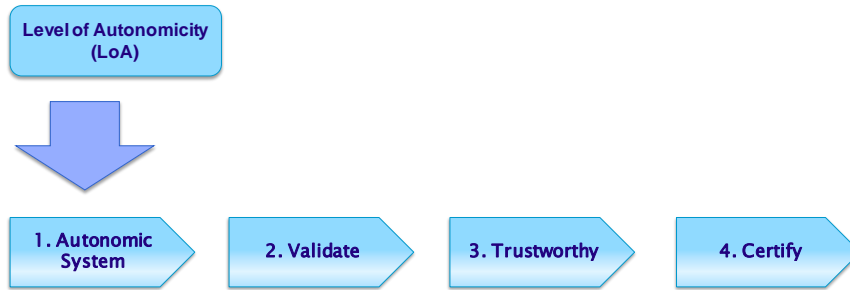 Level of Autonomicity
(LoA)
1. Autonomic
System
2. Validate
3. Trustworthy
4. Certify